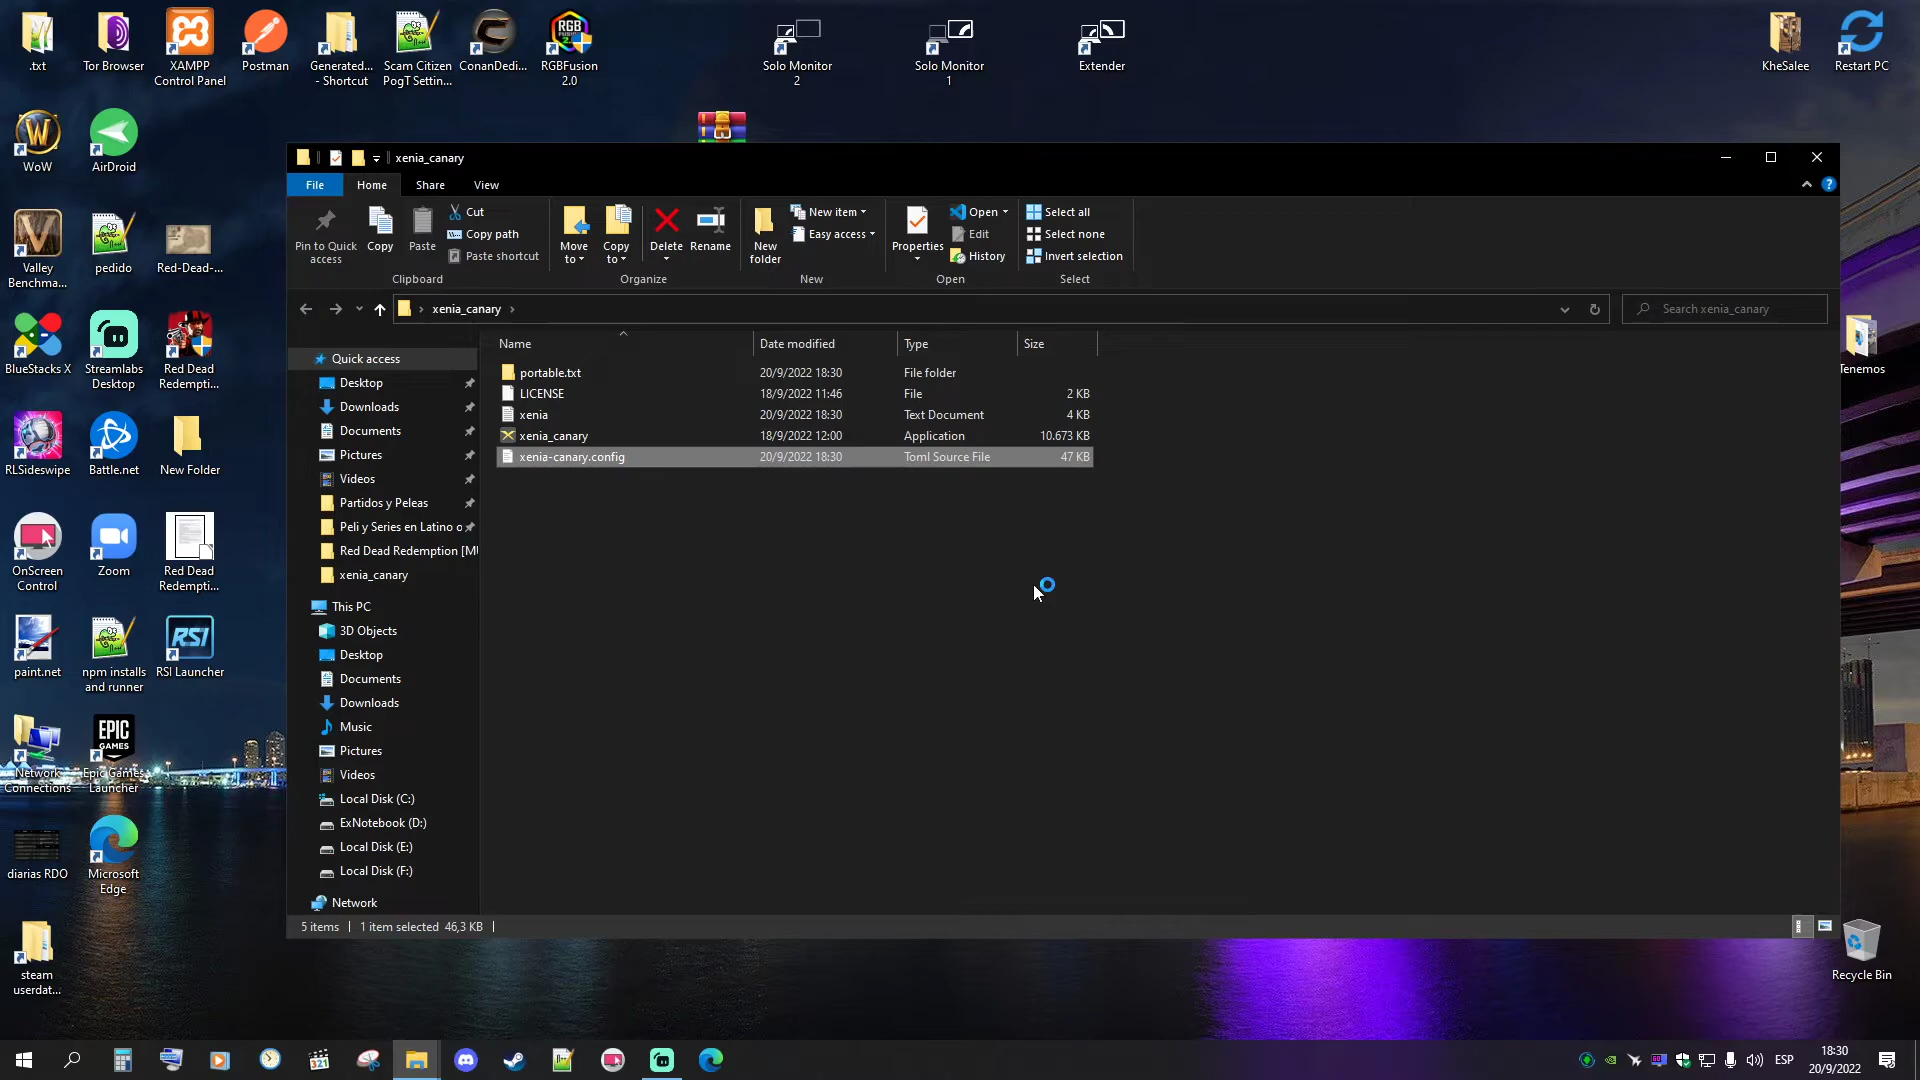 .txt
Tor Browser
XAMPP
Control Panel
Postman
Generated...
- Shortcut
Scam Citizen
PogT Settin...
ConanDedi...
RGBFusion
2.0
Solo Monitor
2
Solo Monitor
1
Extender
KheSalee
Restart PC
WoW
AirDroid
Valley
Benchma...
pedido
Red-Dead-...
BlueStacks X
Streamlabs
Desktop
Red Dead
Redempti...
RLSideswipe
Battle.net
New Folder
OnScreen
Control
Zoom
Red Dead
Redempti...
paint.net
npm installs
and runner
RSI
RSI Launcher
Network
Connections
EPIC
GAMES
Epic Games
Launcher
diarias RDO
Microsoft
Edge
steam
userdat...
Tenemos
Recycle Bin
xenia_canary
File
Home
Share
View
Pin to Quick
access
Copy
Paste
Cut
Copy path
Paste shortcut
Clipboard
Move
to
Copy
to
Delete
Rename
Organize
New
folder
New item
Easy access
New
Properties
Open
Edit
History
Open
Select all
Select none
Invert selection
Select
xenia_canary
Search xenia_canary
Name
Date modified
Type
Size
portable.txt 20/9/2022 18:30 File folder
LICENSE 18/9/2022 11:46 File 2 KB
xenia 20/9/2022 18:30 Text Document 4 KB
xenia_canary 18/9/2022 12:00 Application 10.673 KB
xenia-canary.config 20/9/2022 18:30 Toml Source File 47 KB
Quick access
Desktop
Downloads
Documents
Pictures
Videos
Partidos y Peleas
Peli y Series en Latino o
Red Dead Redemption [MU
xenia_canary
This PC
3D Objects
Desktop
Documents
Downloads
Music
Pictures
Videos
Local Disk (C:)
ExNotebook (D:)
Local Disk (E:)
Local Disk (F:)
Network
5 items
1 item selected 46,3 KB
321
ESP
18:30
20/9/2022